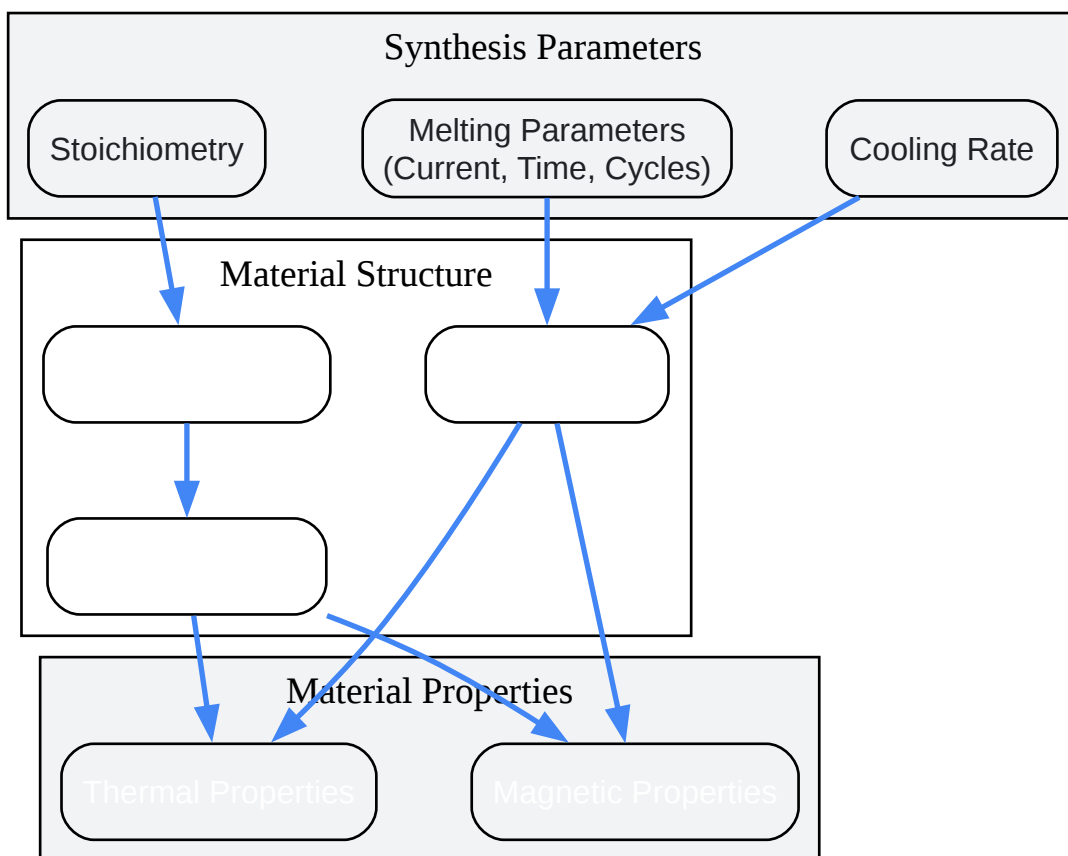 Synthesis Parameters
Stoichiometry
Melting Parameters
(Current, Time, Cycles)
Cooling Rate
Material Structure
Material Properties
Thermal Properties
Magnetic Properties